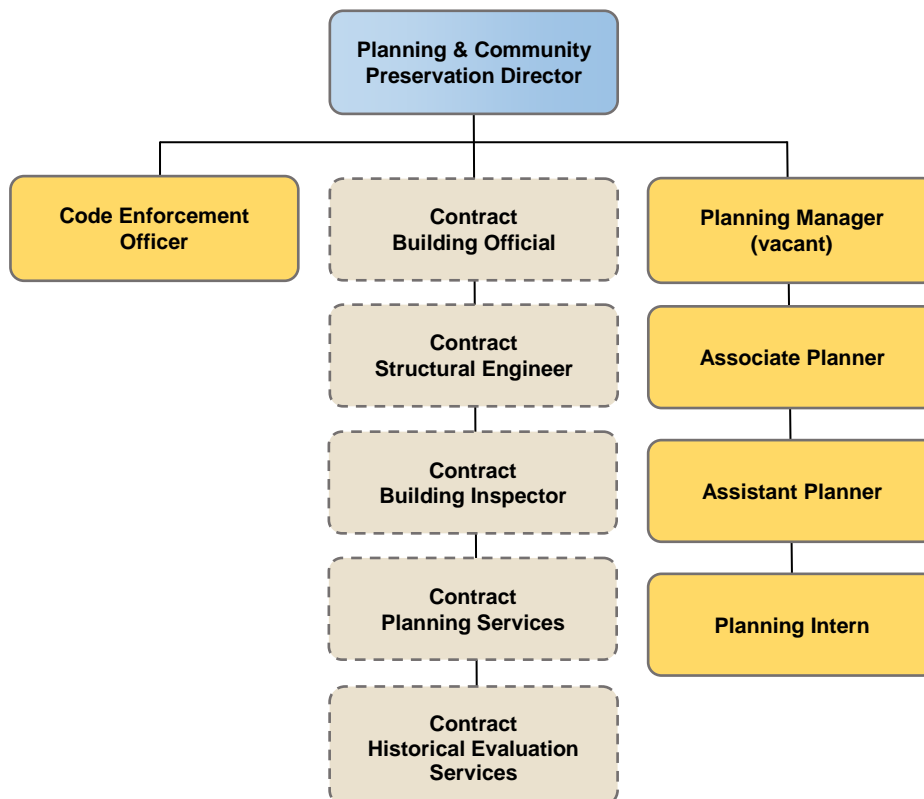 Planning & Community
Preservation Director
Code Enforcement
Officer
Contract
Building Official
Planning Manager
(vacant)
Contract
Structural Engineer
Associate Planner
Contract
Building Inspector
Assistant Planner
Contract
Planning Services
Planning Intern
Contract
Historical Evaluation
Services